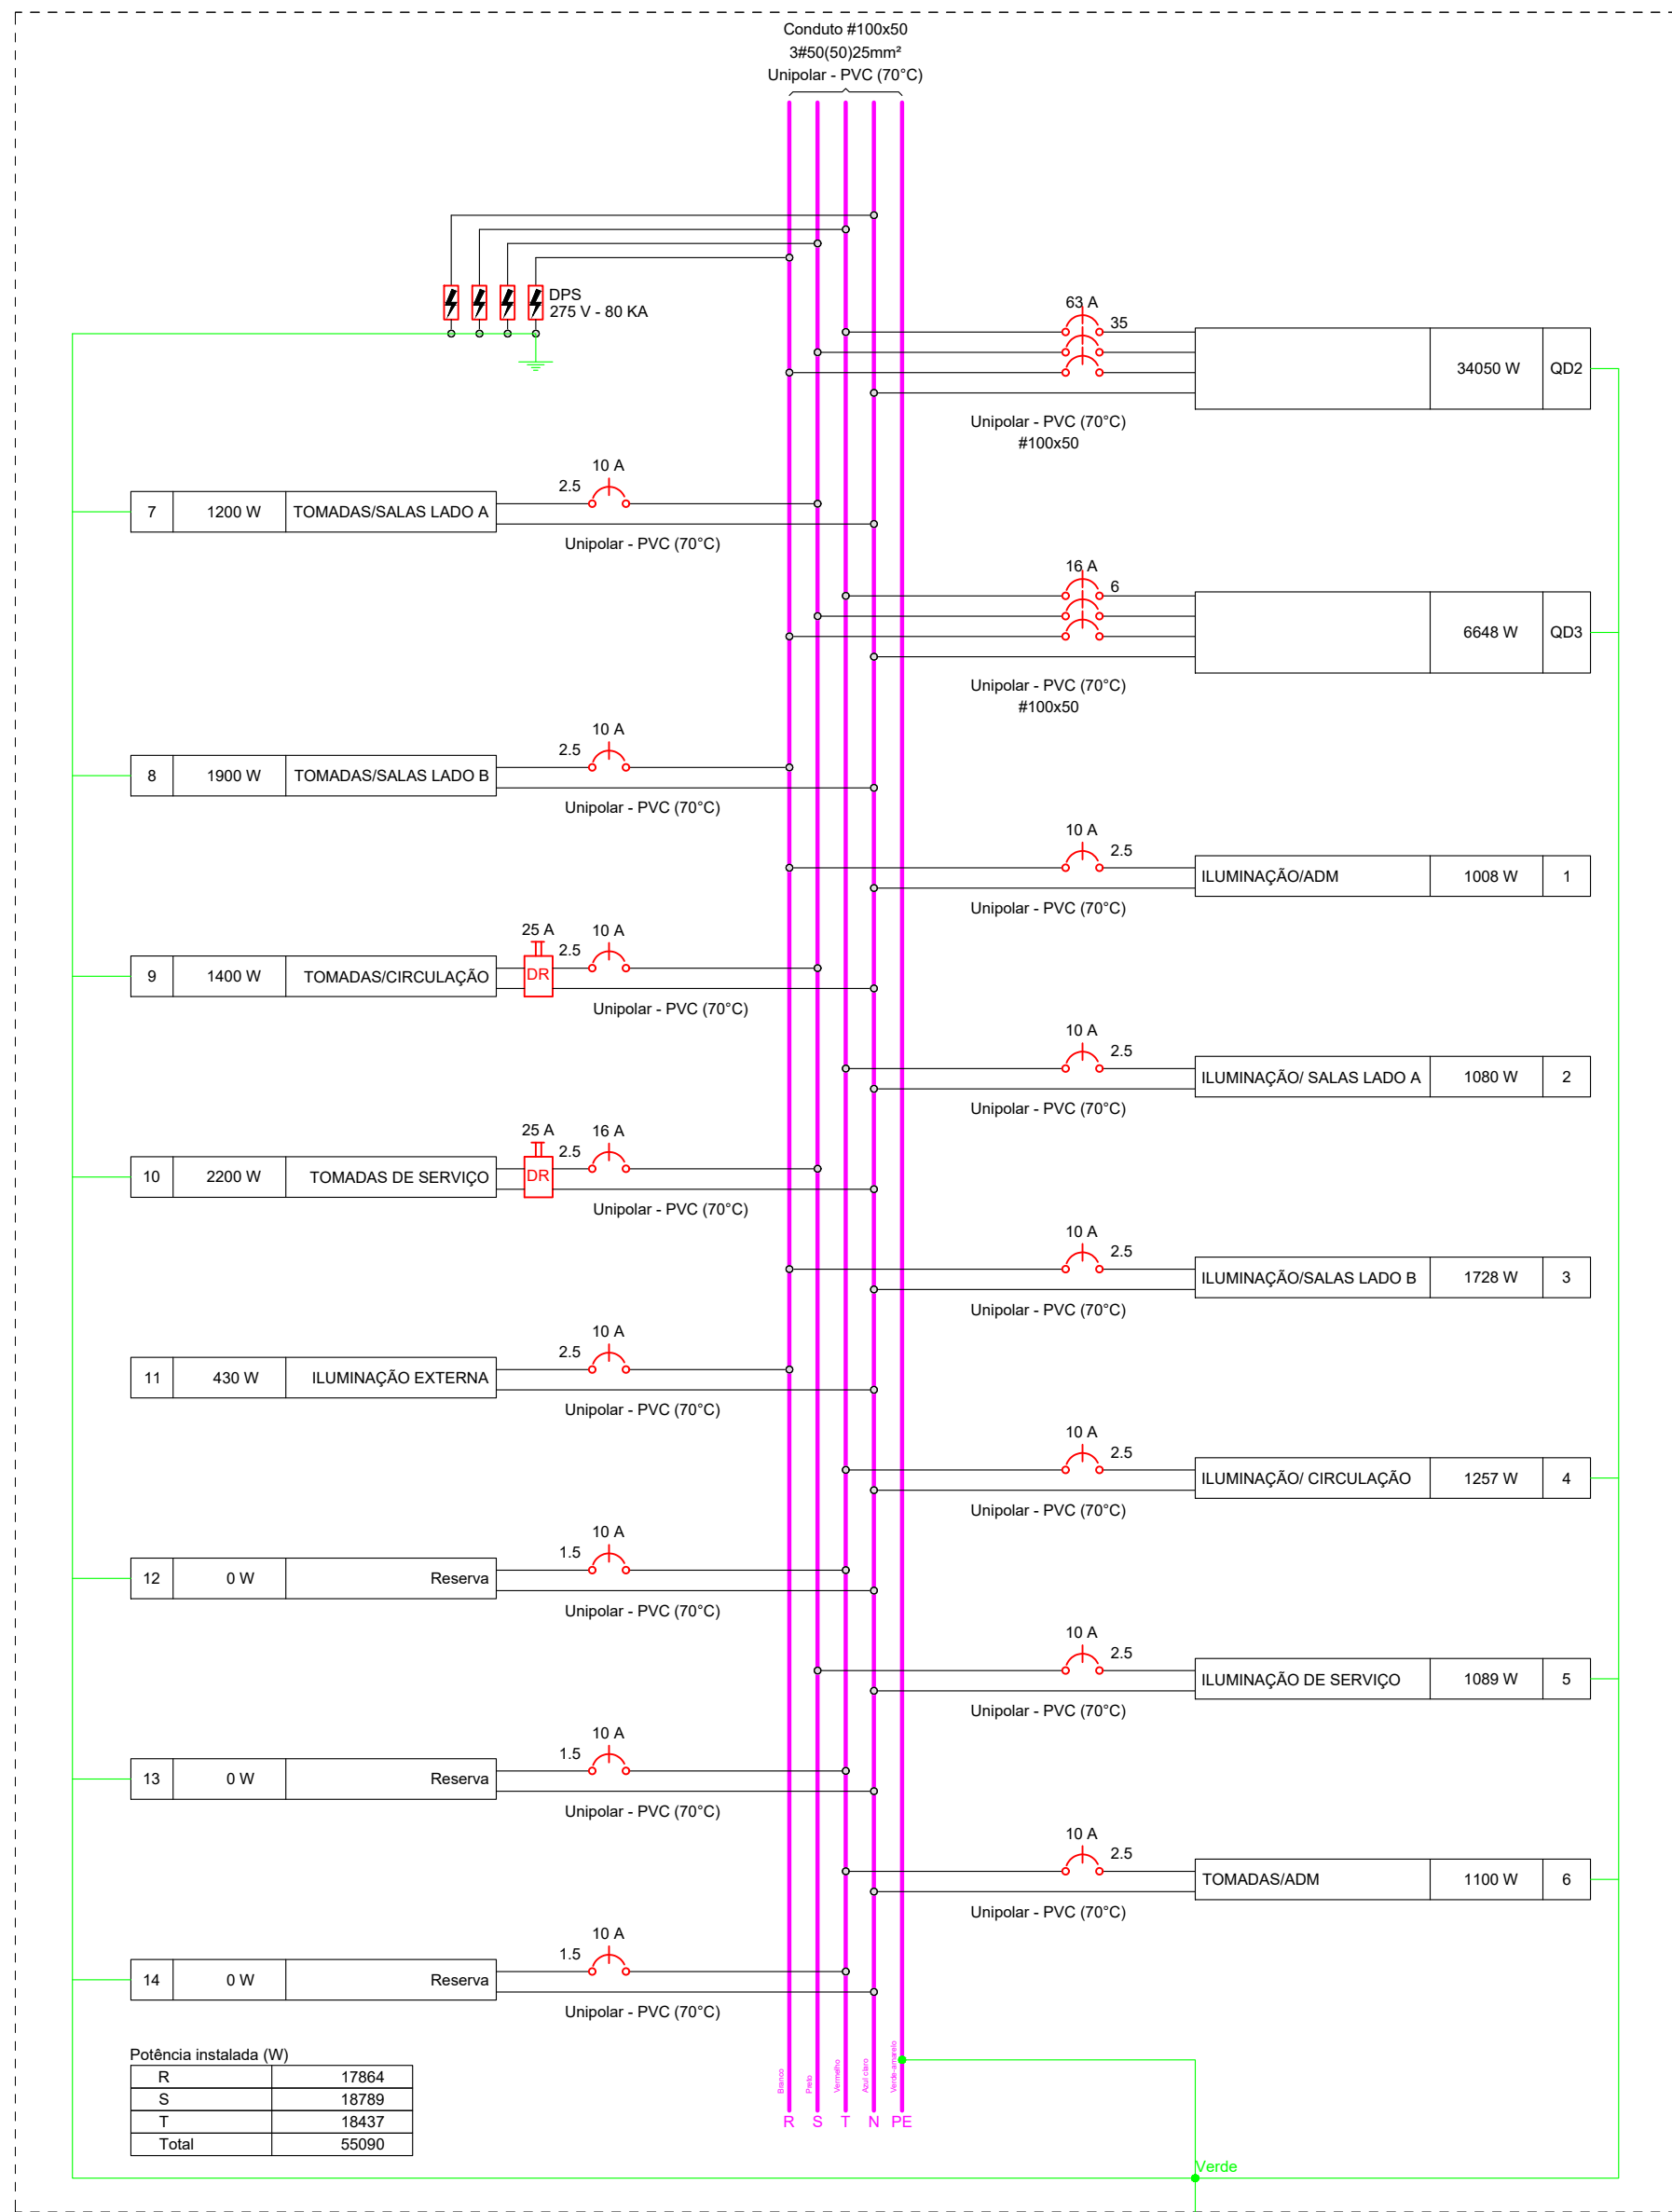 Conduto #100x50
3#50(50)25mm²
Unipolar - PVC (70°C)
DPS
275 V - 80 KA
63 A
35
34050 W
QD2
Unipolar - PVC (70°C)
#100x50
10 A
2.5
7
1200 W
TOMADAS/SALAS LADO A
Unipolar - PVC (70°C)
16 A
6
6648 W
QD3
Unipolar - PVC (70°C)
#100x50
10 A
2.5
8
1900 W
TOMADAS/SALAS LADO B
Unipolar - PVC (70°C)
10 A
2.5
ILUMINAÇÃO/ADM
1008 W
1
Unipolar - PVC (70°C)
25 A
10 A
2.5
9
1400 W
TOMADAS/CIRCULAÇÃO
DR
Unipolar - PVC (70°C)
10 A
2.5
ILUMINAÇÃO/ SALAS LADO A
1080 W
2
Unipolar - PVC (70°C)
25 A
16 A
2.5
10
2200 W
TOMADAS DE SERVIÇO
DR
Unipolar - PVC (70°C)
10 A
2.5
ILUMINAÇÃO/SALAS LADO B
1728 W
3
Unipolar - PVC (70°C)
10 A
2.5
11
430 W
ILUMINAÇÃO EXTERNA
Unipolar - PVC (70°C)
10 A
2.5
ILUMINAÇÃO/ CIRCULAÇÃO
1257 W
4
Unipolar - PVC (70°C)
10 A
1.5
12
0 W
Reserva
Unipolar - PVC (70°C)
10 A
2.5
ILUMINAÇÃO DE SERVIÇO
1089 W
5
Unipolar - PVC (70°C)
10 A
1.5
13
0 W
Reserva
Unipolar - PVC (70°C)
10 A
2.5
TOMADAS/ADM
1100 W
6
Unipolar - PVC (70°C)
10 A
1.5
14
0 W
Reserva
Unipolar - PVC (70°C)
Potência instalada (W)
R 17864
S 18789
T 18437
Total 55090
Branco
Preto
Vermelho
Azul claro
Verde-amarelo
R S T N PE
Verde